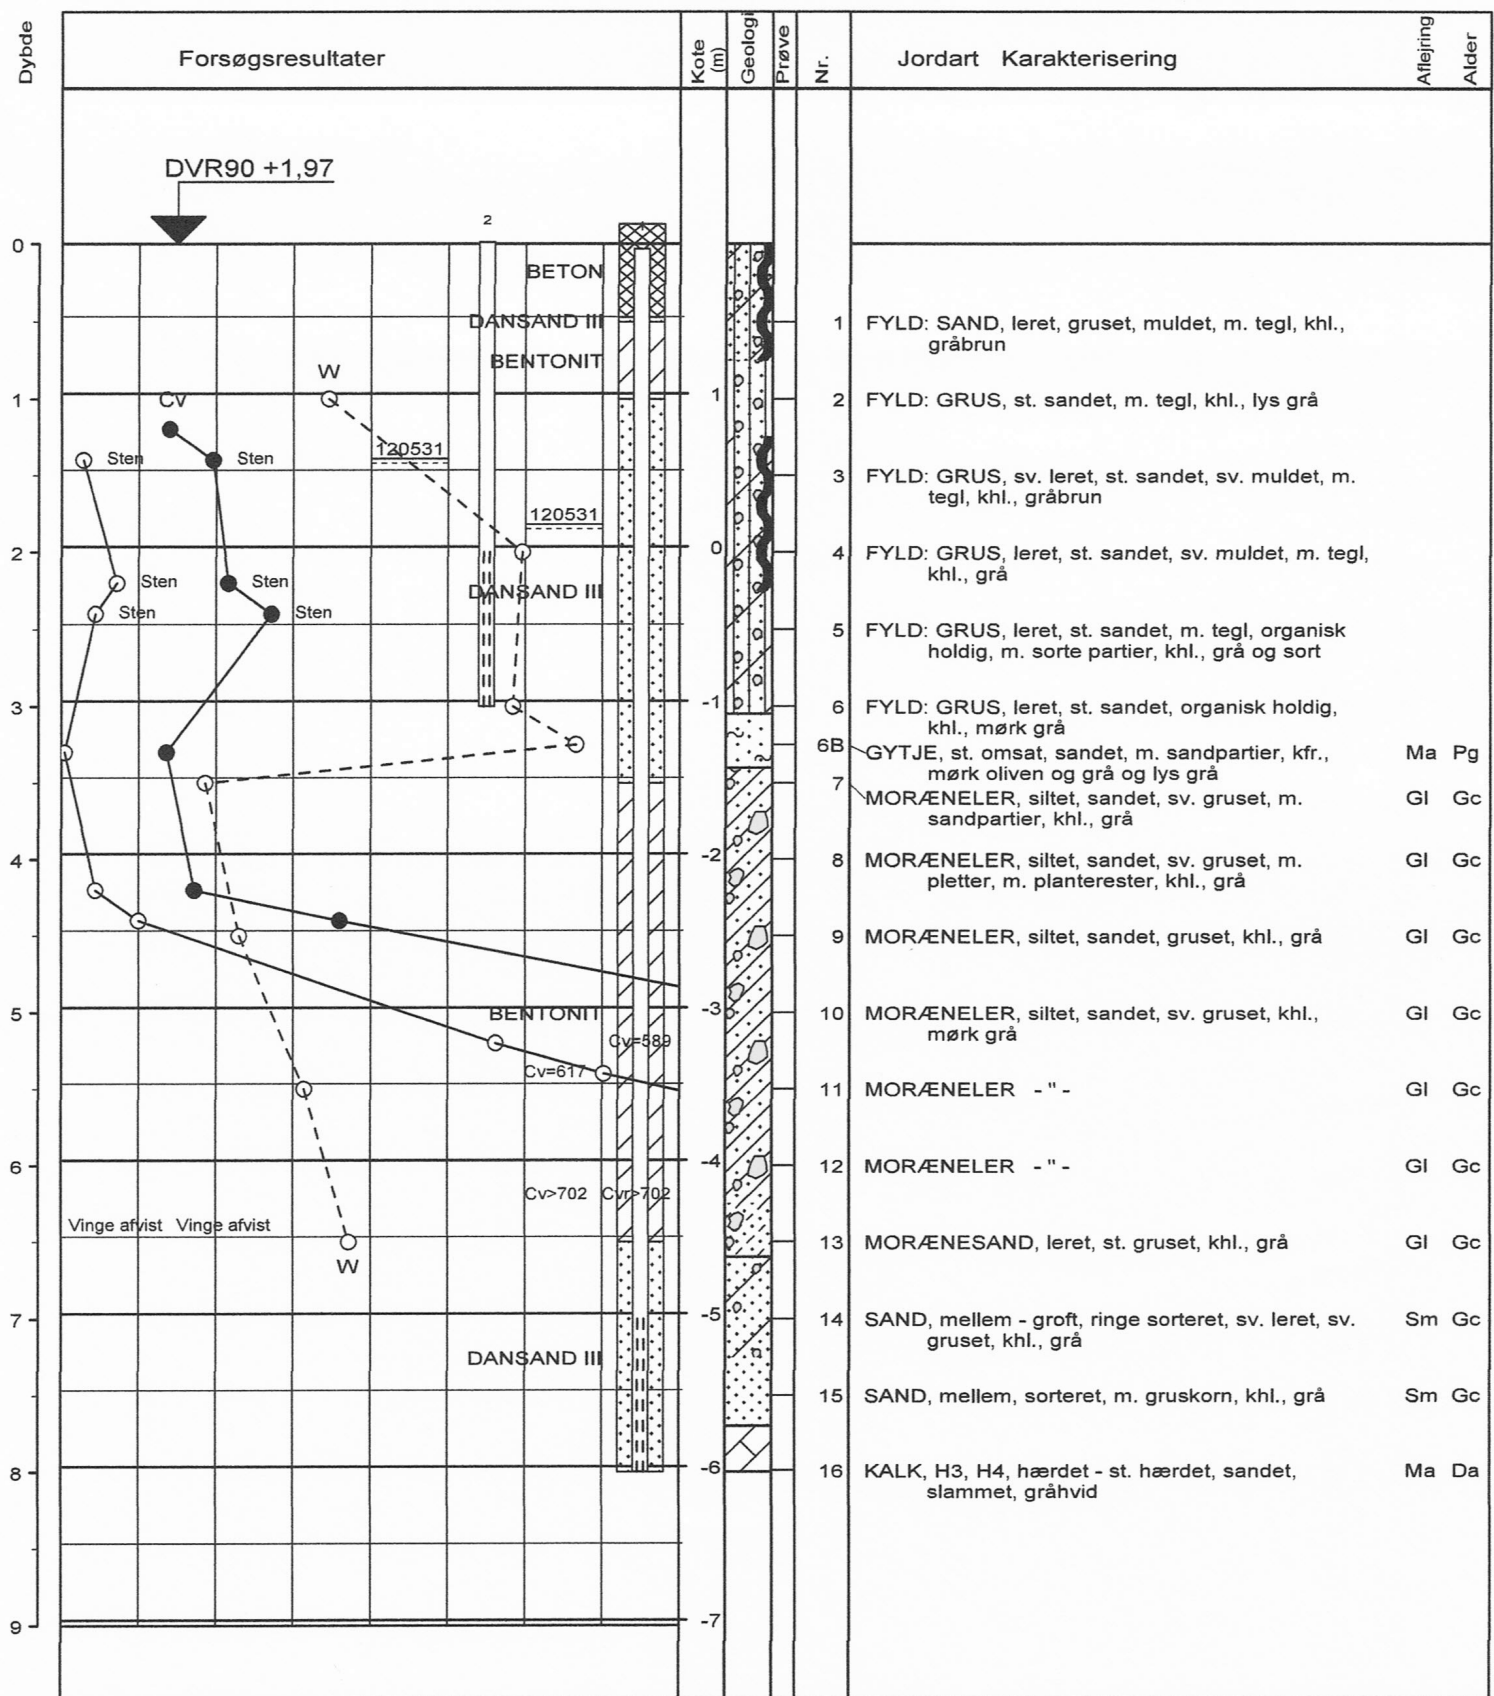 Dybde
Forsøgsresultater
Kote (m)
Geologi
Prøve
Nr.
Jordart Karakterisering
Aflejring
Alder
DVR90 +1,97
2
0
BETON
DANSAND III
1 FYLD: SAND, leret, gruset, muldet, m. tegl, khl.,
gråbrun
BENTONIT
W
1
Cv
1
2 FYLD: GRUS, st. sandet, m. tegl, khl., lys grå
120531
Sten
Sten
3 FYLD: GRUS, sv. leret, st. sandet, sv. muldet, m.
tegl, khl., gråbrun
120531
2
0
4 FYLD: GRUS, leret, st. sandet, sv. muldet, m. tegl,
khl., grå
Sten
Sten
DANSAND III
Sten
Sten
5 FYLD: GRUS, leret, st. sandet, m. tegl, organisk
holdig, m. sorte partier, khl., grå og sort
3
-1
6 FYLD: GRUS, leret, st. sandet, organisk holdig,
khl., mørk grå
6B GYTJE, st. omsat, sandet, m. sandpartier, kfr., Ma Pg
mørk oliven og grå og lys grå
7 MORÆNELER, siltet, sandet, sv. gruset, m. Gl Gc
sandpartier, khl., grå
4
-2
8 MORÆNELER, siltet, sandet, sv. gruset, m. Gl Gc
pletter, m. planterester, khl., grå
9 MORÆNELER, siltet, sandet, gruset, khl., grå Gl Gc
5
BENTONIT
-3
10 MORÆNELER, siltet, sandet, sv. gruset, khl., Gl Gc
mørk grå
Cv=589
Cv=617
11 MORÆNELER - " - Gl Gc
6
-4
12 MORÆNELER - " - Gl Gc
Cv>702 Cvr>702
Vinge afvist Vinge afvist
13 MORÆNESAND, leret, st. gruset, khl., grå Gl Gc
W
7
-5
14 SAND, mellem - groft, ringe sorteret, sv. leret, sv. Sm Gc
gruset, khl., grå
DANSAND III
15 SAND, mellem, sorteret, m. gruskorn, khl., grå Sm Gc
8
-6
16 KALK, H3, H4, hærdet - st. hærdet, sandet, Ma Da
slammet, gråhvid
9
-7